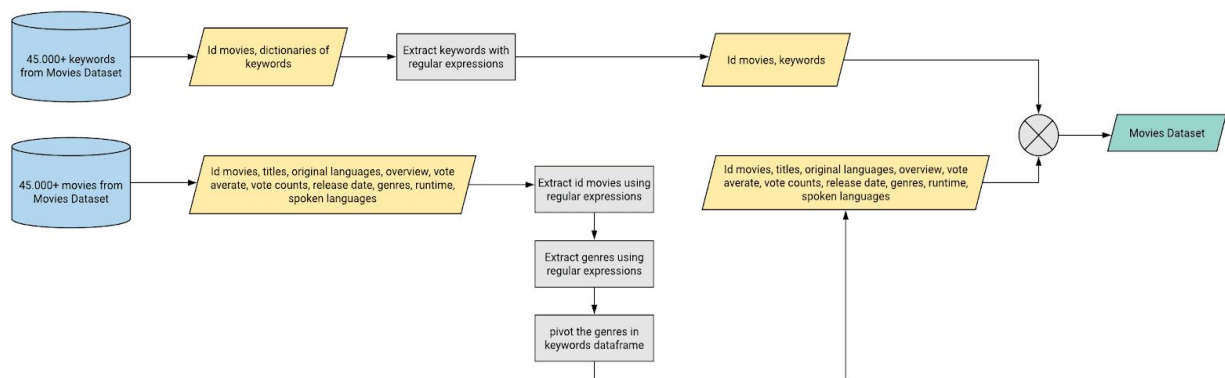 45.000+ keywords
from Movies Dataset
Id movies, dictionaries of
keywords
Extract keywords with
regular expressions
Id movies, keywords
Movies Dataset
45.000+ movies from
Movies Dataset
Id movies, titles, original languages, overview, vote
averate, vote counts, release date, genres, runtime,
spoken languages
Extract id movies using
regular expressions
Extract genres using
regular expressions
pivot the genres in
keywords dataframe
Id movies, titles, original languages, overview, vote
averate, vote counts, release date, genres, runtime,
spoken languages